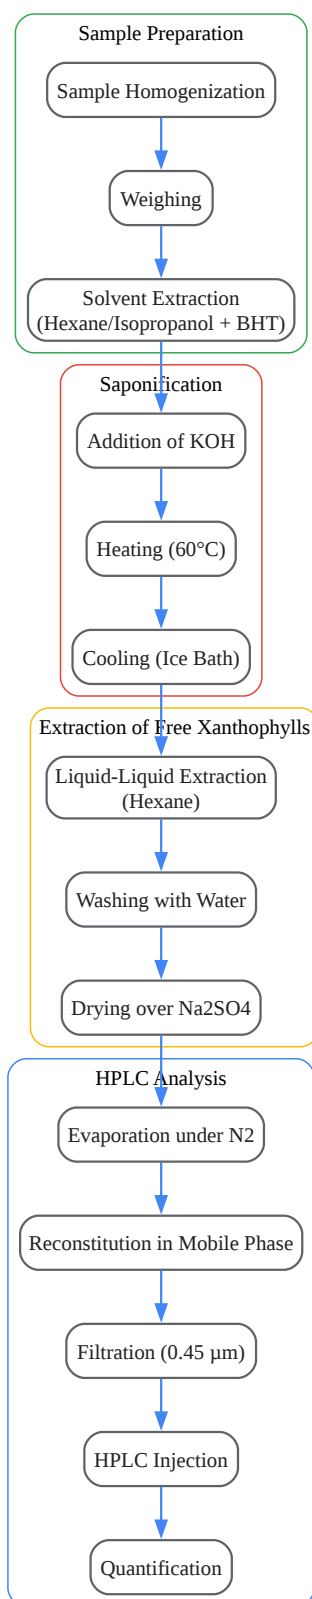 Sample Preparation
Sample Homogenization
Weighing
Solvent Extraction
(Hexane/Isopropanol + BHT)
Saponification
Addition of KOH
Heating (60°C)
Cooling (Ice Bath)
Extraction of Free Xanthophylls
Liquid-Liquid Extraction
(Hexane)
Washing with Water
Drying over Na2SO4
HPLC Analysis
Evaporation under N2
Reconstitution in Mobile Phase
Filtration (0.45 µm)
HPLC Injection
Quantification